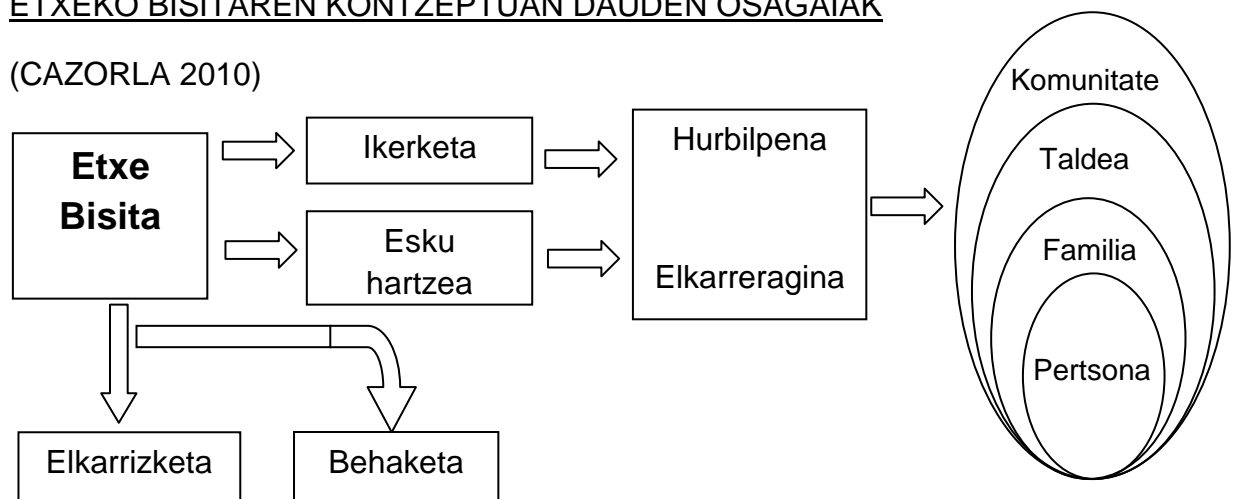 ETXEKO BISITAREN KONTZEPTUAN DAUDEN OSAGAIAK
(CAZORLA 2010)
Etxe
Bisita
Ikerketa
Esku
hartzea
Hurbilpena
Elkarreragina
Komunitate
Taldea
Familia
Pertsona
Elkarrizketa
Behaketa